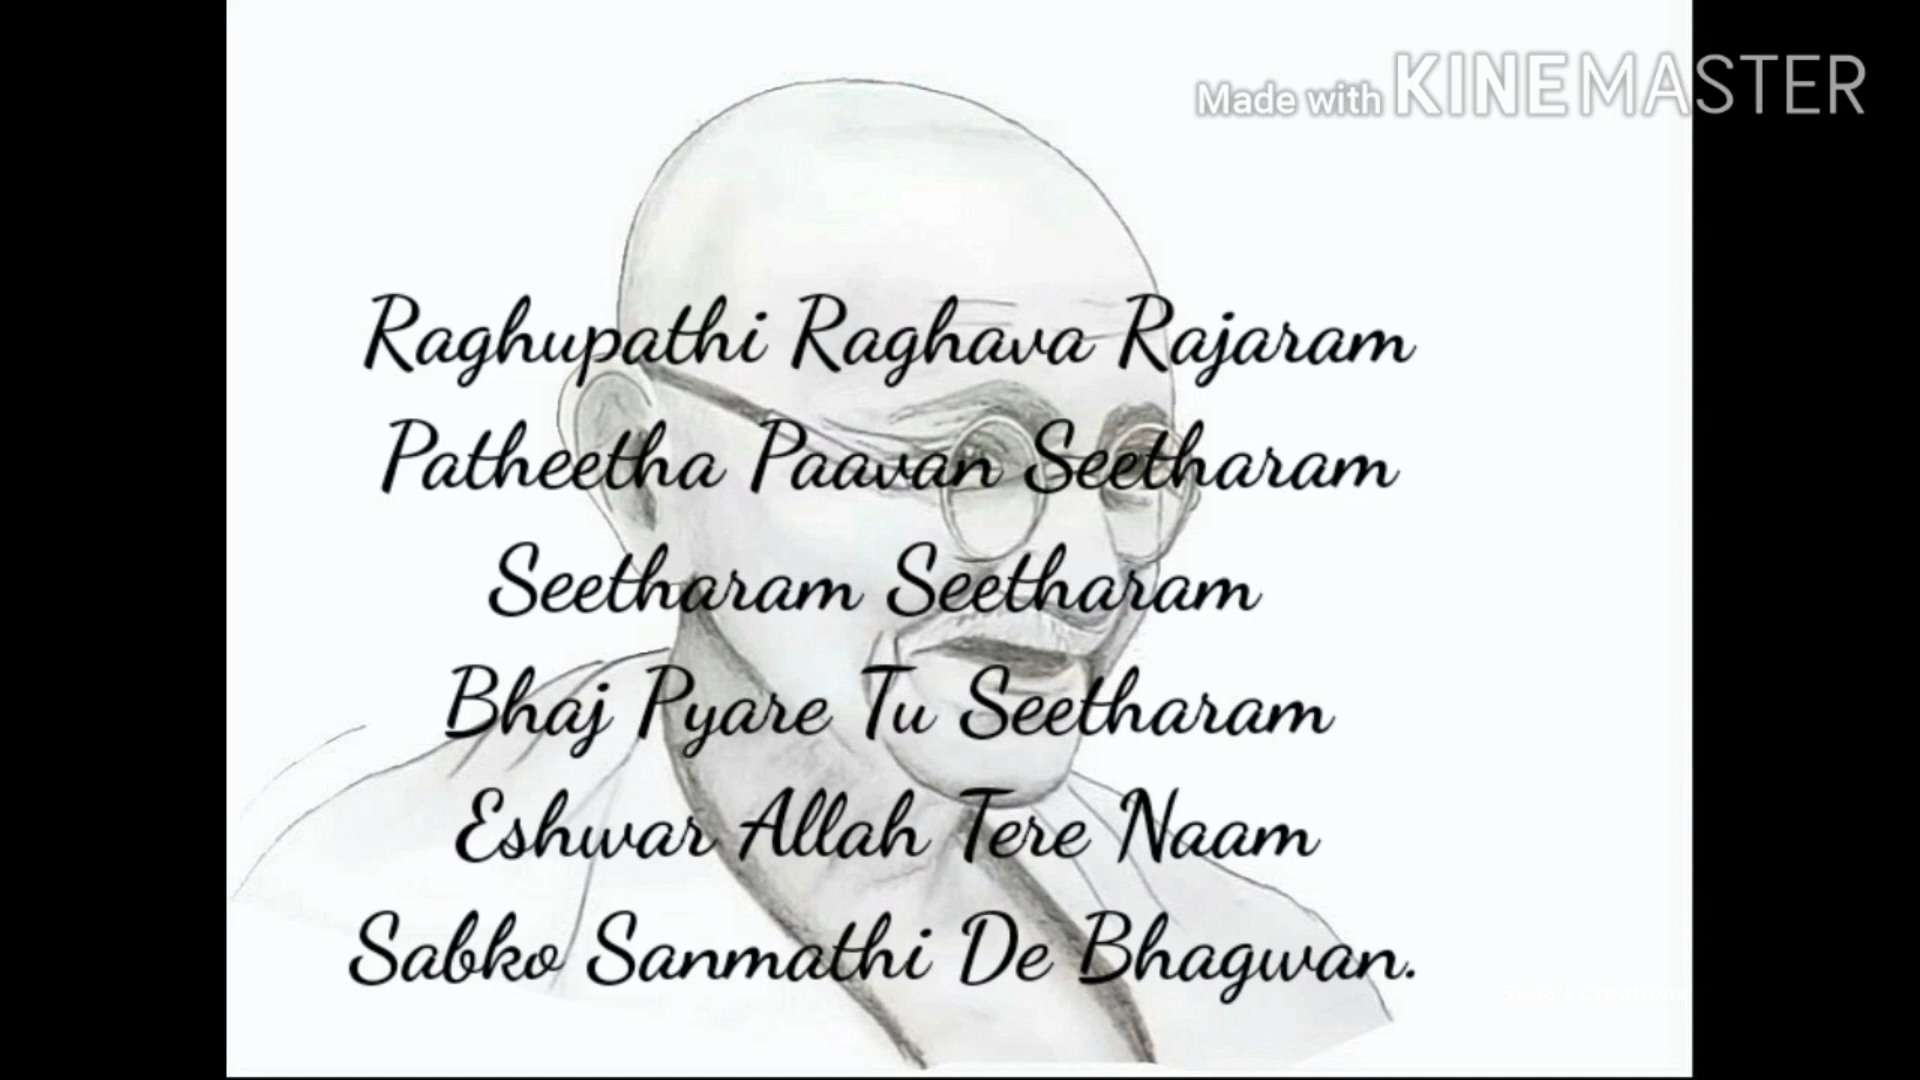 Made with KINEMASTER
Raghupathi Raghava Rajaram
Patheetha Paavan Seetharam
Seetharam Seetharam
Bhaj Pyare Tu Seetharam
Eshwar Allah Tere Naam
Sabko Sanmathi De Bhagwan.